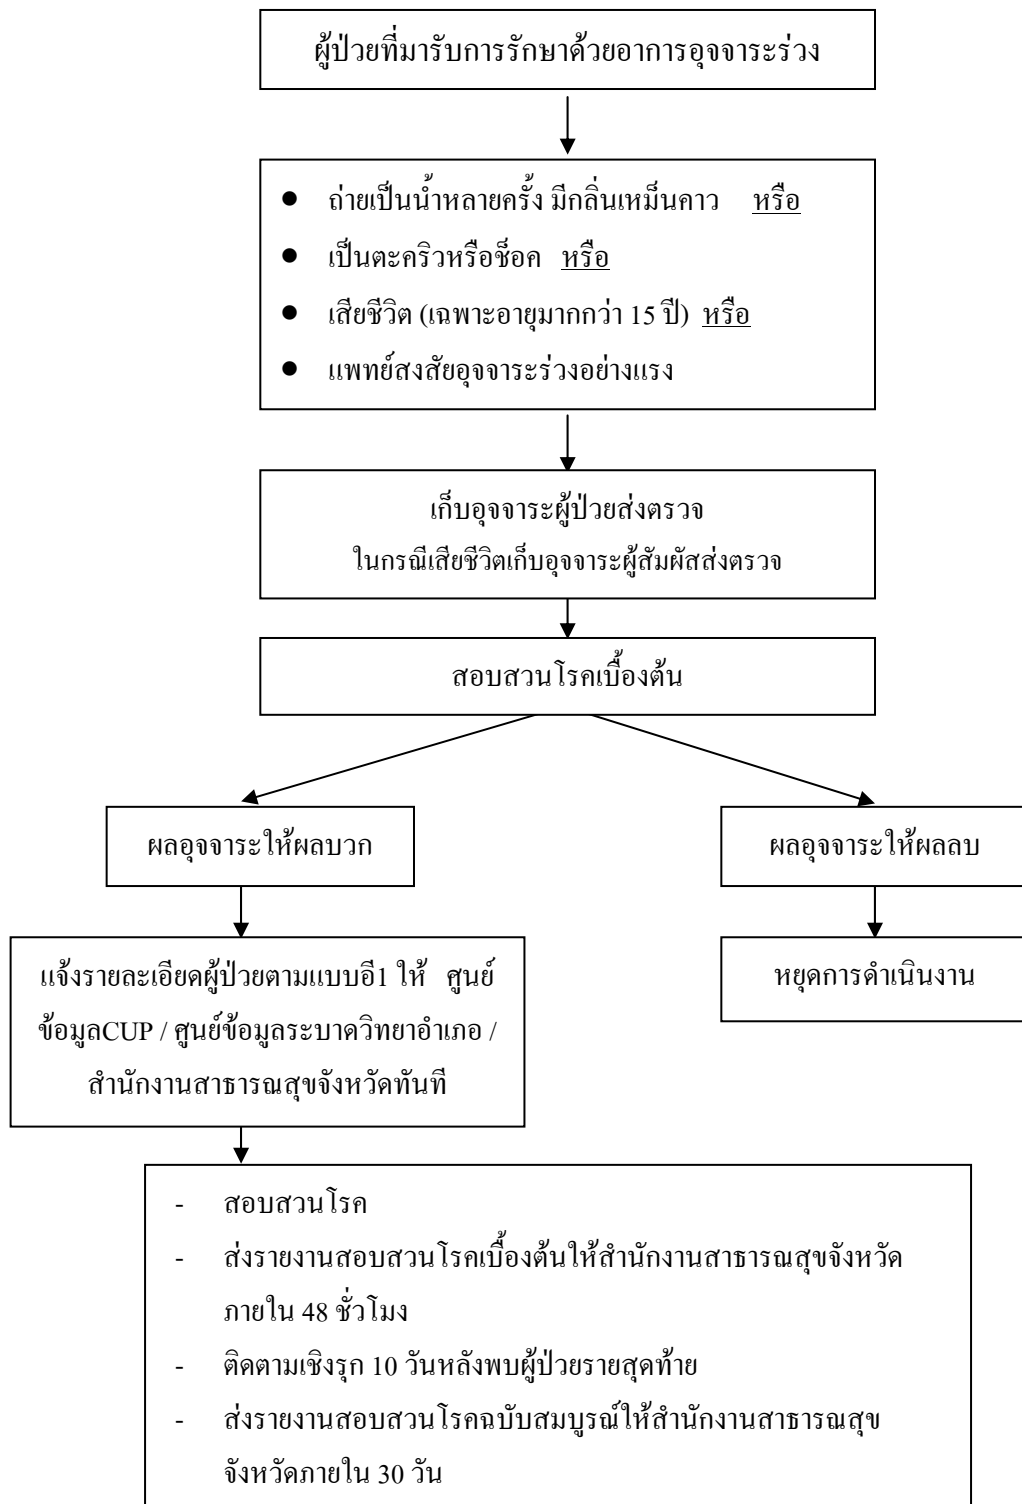 ผู้ป่วยที่มารับการรักษาด้วยอาการอุจจาระร่วง
● ถ่ายเป็นน้ำหลายครั้ง มีกลิ่นเหม็นคาว หรือ
● เป็นตะคริวหรือช็อค หรือ
● เสียชีวิต (เฉพาะอายุมากกว่า 15 ปี) หรือ
● แพทย์สงสัยอุจจาระร่วงอย่างแรง
เก็บอุจจาระผู้ป่วยส่งตรวจ
ในกรณีเสียชีวิตเก็บอุจจาระผู้สัมผัสส่งตรวจ
สอบสวนโรคเบื้องต้น
ผลอุจจาระให้ผลบวก
ผลอุจจาระให้ผลลบ
แจ้งรายละเอียดผู้ป่วยตามแบบอี1 ให้ ศูนย์
ข้อมูลCUP / ศูนย์ข้อมูลระบาดวิทยาอำเภอ /
สำนักงานสาธารณสุขจังหวัดทันที
หยุดการดำเนินงาน
- สอบสวนโรค
- ส่งรายงานสอบสวนโรคเบื้องต้นให้สำนักงานสาธารณสุขจังหวัด
ภายใน 48 ชั่วโมง
- ติดตามเชิงรุก 10 วันหลังพบผู้ป่วยรายสุดท้าย
- ส่งรายงานสอบสวนโรคฉบับสมบูรณ์ให้สำนักงานสาธารณสุข
จังหวัดภายใน 30 วัน